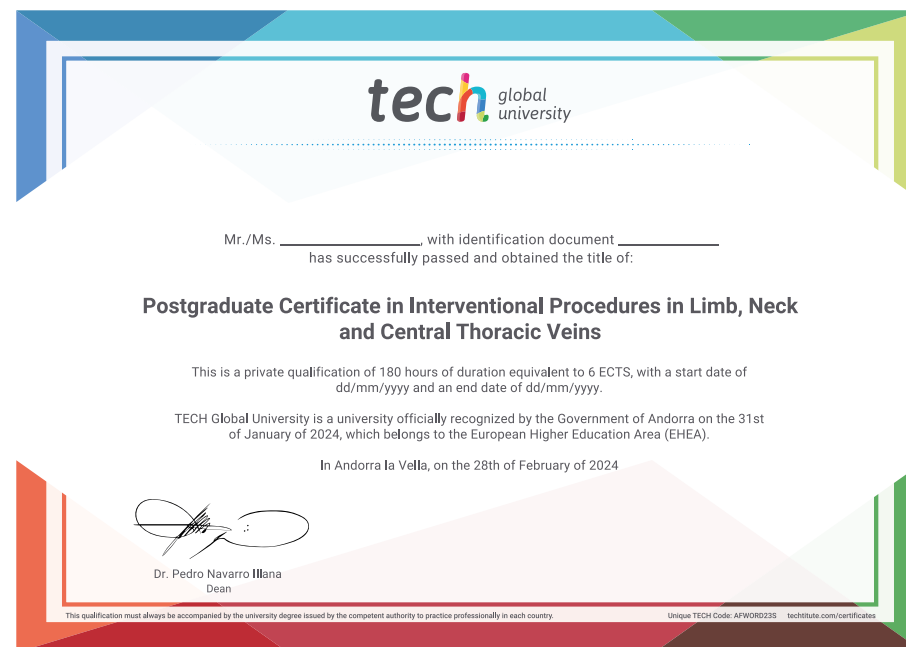 tech global
university
Mr./Ms. ____________, with identification document ____________
has successfully passed and obtained the title of:
Postgraduate Certificate in Interventional Procedures in Limb, Neck
and Central Thoracic Veins
This is a private qualification of 180 hours of duration equivalent to 6 ECTS, with a start date of
dd/mm/yyyy and an end date of dd/mm/yyyy.
TECH Global University is a university officially recognized by the Government of Andorra on the 31st
of January of 2024, which belongs to the European Higher Education Area (EHEA).
In Andorra la Vella, on the 28th of February of 2024
Dr. Pedro Navarro Illana
Dean
This qualification must always be accompanied by the university degree issued by the competent authority to practice professionally in each country.
Unique TECH Code: AFWORD23S techtitute.com/certificates